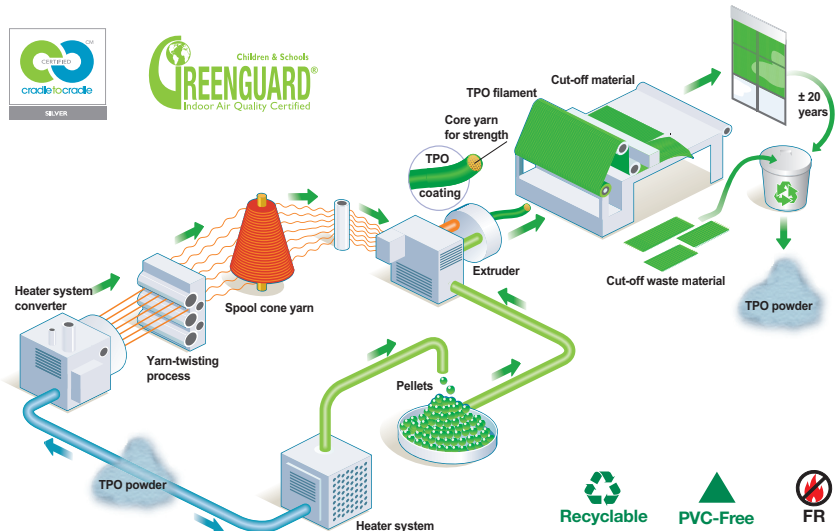 CERTIFIED
CM
cradletocradle
SILVER
Children & Schools
GREENGUARD®
Indoor Air Quality Certified
Cut-off material
TPO filament
± 20
years
Core yarn
for strength
TPO
coating
Extruder
Cut-off waste material
TPO powder
Heater system
converter
Spool cone yarn
Yarn-twisting
process
Pellets
TPO powder
Heater system
Recyclable
PVC-Free
FR